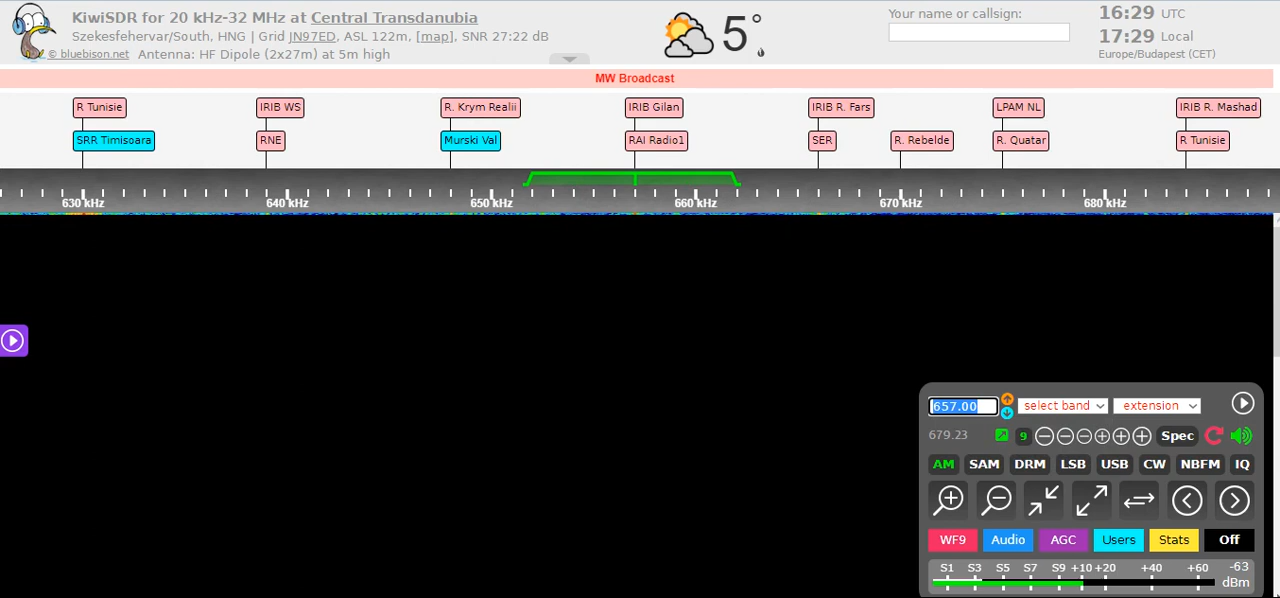 KiwiSDR for 20 kHz-32 MHz at Central Transdanubia
Szekesfehervar/South, HNG | Grid JN97ED, ASL 122m, [map], SNR 27:22 dB
© bluebison.net Antenna: HF Dipole (2x27m) at 5m high
5°
Your name or callsign:
16:29 UTC
17:29 Local
Europe/Budapest (CET)
MW Broadcast
R Tunisie IRIB WS R. Krym Realii IRIB Gilan IRIB R. Fars LPAM NL IRIB R. Mashad
SRR Timisoara RNE Murski Val RAI Radio1 SER R. Rebelde R. Quatar R Tunisie
630 kHz 640 kHz 650 kHz 660 kHz 670 kHz 680 kHz
657.00 select band extension
679.23 9 Spec
AM SAM DRM LSB USB CW NBFM IQ
WF9 Audio AGC Users Stats Off
S1 S3 S5 S7 S9 +10 +20 +40 +60 -63
dBm